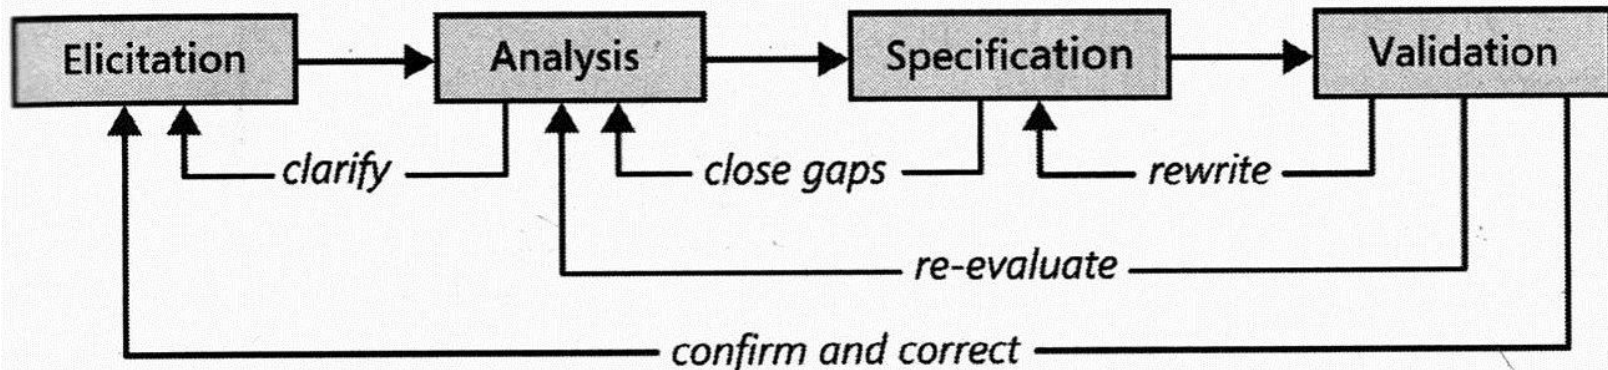 Elicitation
Analysis
Specification
Validation
clarify
close gaps
rewrite
re-evaluate
confirm and correct